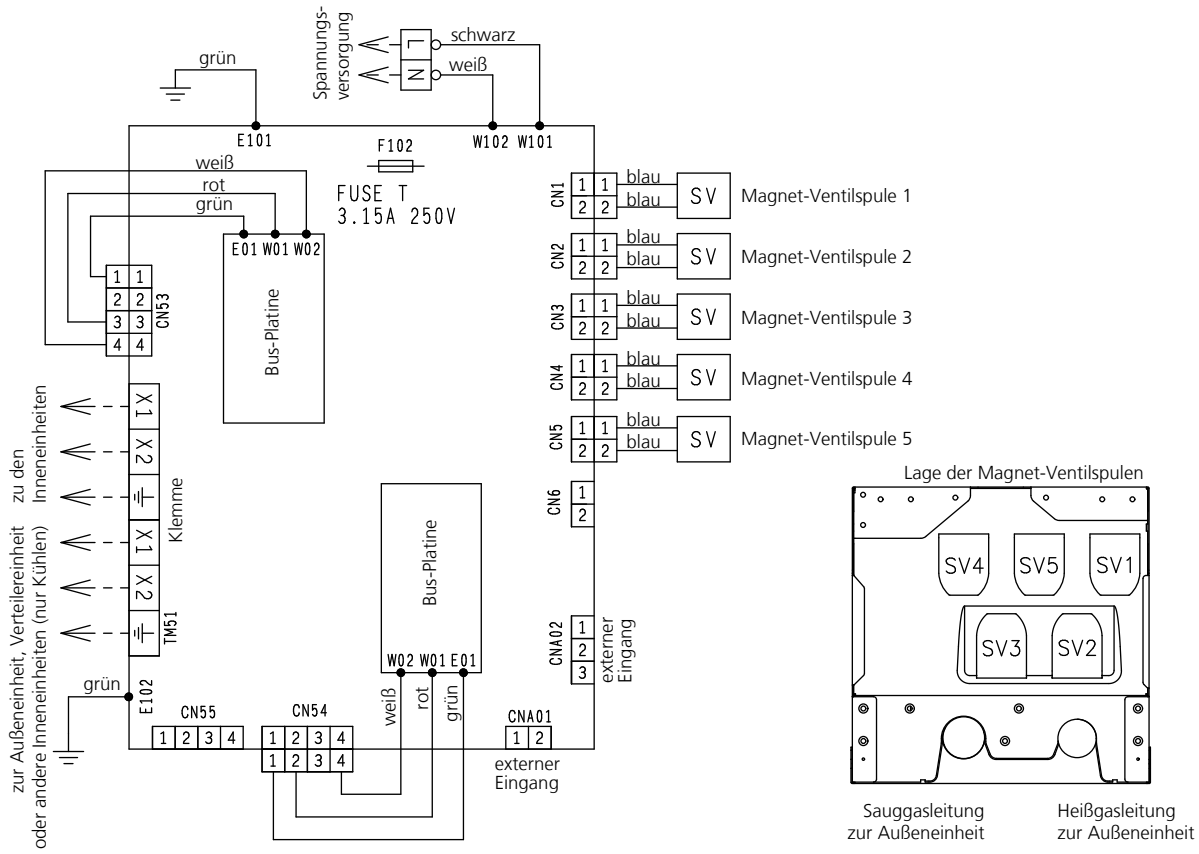 Spannungs-
versorgung
L
N
schwarz
weiß
grün
E101
W102 W101
F102
FUSE T
3.15A 250V
weiß
rot
grün
E01 W01 W02
Bus-Platine
1 1
2 2
3 3
4 4
CN53
CN1
1 1
2 2
blau
blau
SV
Magnet-Ventilspule 1
CN2
1 1
2 2
blau
blau
SV
Magnet-Ventilspule 2
CN3
1 1
2 2
blau
blau
SV
Magnet-Ventilspule 3
CN4
1 1
2 2
blau
blau
SV
Magnet-Ventilspule 4
CN5
1 1
2 2
blau
blau
SV
Magnet-Ventilspule 5
CN6
1
2
zu den
Inneneinheiten
zur Außeneinheit, Verteilereinheit
oder andere Inneneinheiten (nur Kühlen)
X1
X2
X1
X2
Klemme
TM51
grün
E102
Bus-Platine
W02 W01 E01
weiß
rot
grün
CNA02
1
2
3
externer
Eingang
CN55
1 2 3 4
CN54
1 2 3 4
1 2 3 4
CNA01
1 2
externer
Eingang
Lage der Magnet-Ventilspulen
SV4
SV5
SV1
SV3
SV2
Sauggasleitung
zur Außeneinheit
Heißgasleitung
zur Außeneinheit